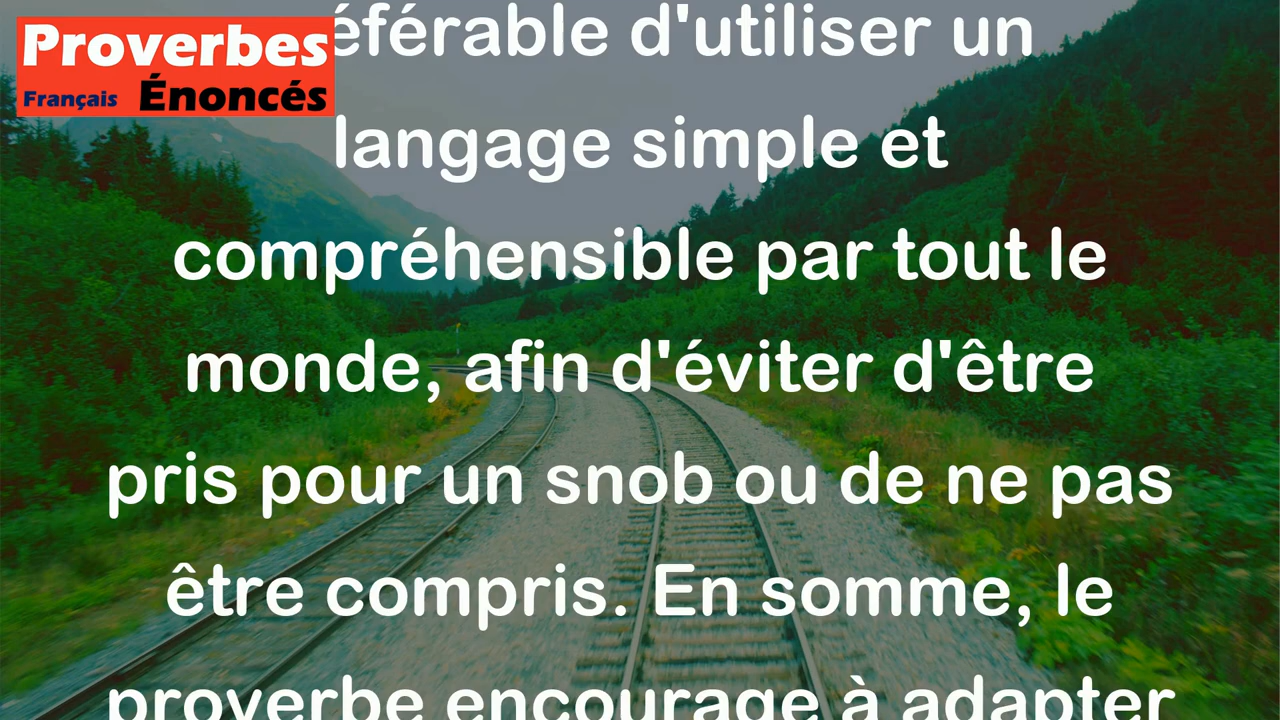 Proverbes
Français Énoncés
éférable d'utiliser un
langage simple et
compréhensible par tout le
monde, afin d'éviter d'être
pris pour un snob ou de ne pas
être compris. En somme, le
proverbe encourage à adapter